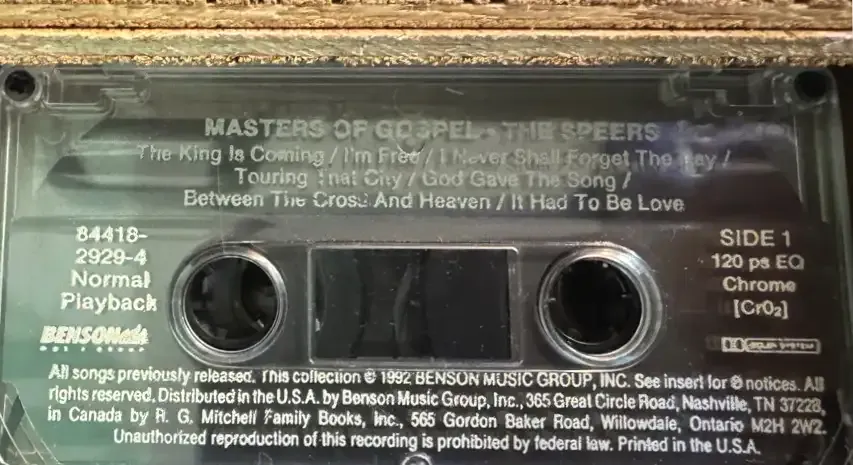 MASTERS OF GOSPEL • THE SPEERS
The King Is Coming / I'm Free / I Never Shall Forget The Day /
Touring That City / God Gave The Song /
Between The Cross And Heaven / It Had To Be Love
84418-
2929-4
Normal
Playback
BENSON
SIDE 1
120 ps EQ
Chrome
[CrO₂]
DOLBY SYSTEM
All songs previously released. This collection © 1992 BENSON MUSIC GROUP, INC. See insert for ℗ notices. All
rights reserved. Distributed in the U.S.A. by Benson Music Group, Inc., 365 Great Circle Road, Nashville, TN 37228,
in Canada by R. G. Mitchell Family Books, Inc., 565 Gordon Baker Road, Willowdale, Ontario M2H 2W2.
Unauthorized reproduction of this recording is prohibited by federal law. Printed in the U.S.A.